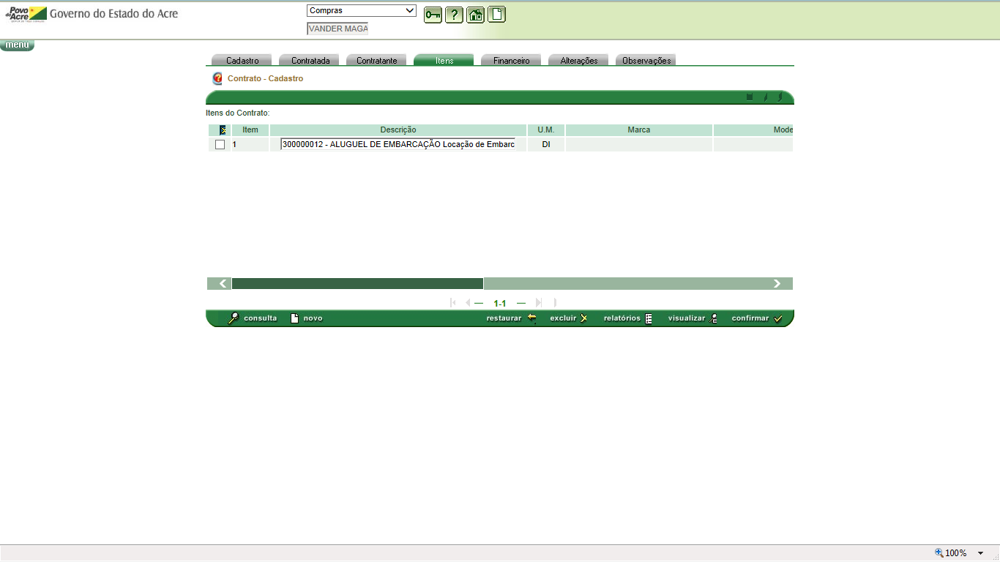 Povo do Acre Governo do Estado do Acre
Compras
VANDER MAGA
menu
Cadastro Contratada Contratante Itens Financeiro Alterações Observações
Contrato - Cadastro
Itens do Contrato:
Item Descrição U.M. Marca Mode
1 300000012 - ALUGUEL DE EMBARCAÇÃO Locação de Embarc DI
1-1
consulta novo restaurar excluir relatórios visualizar confirmar
100%